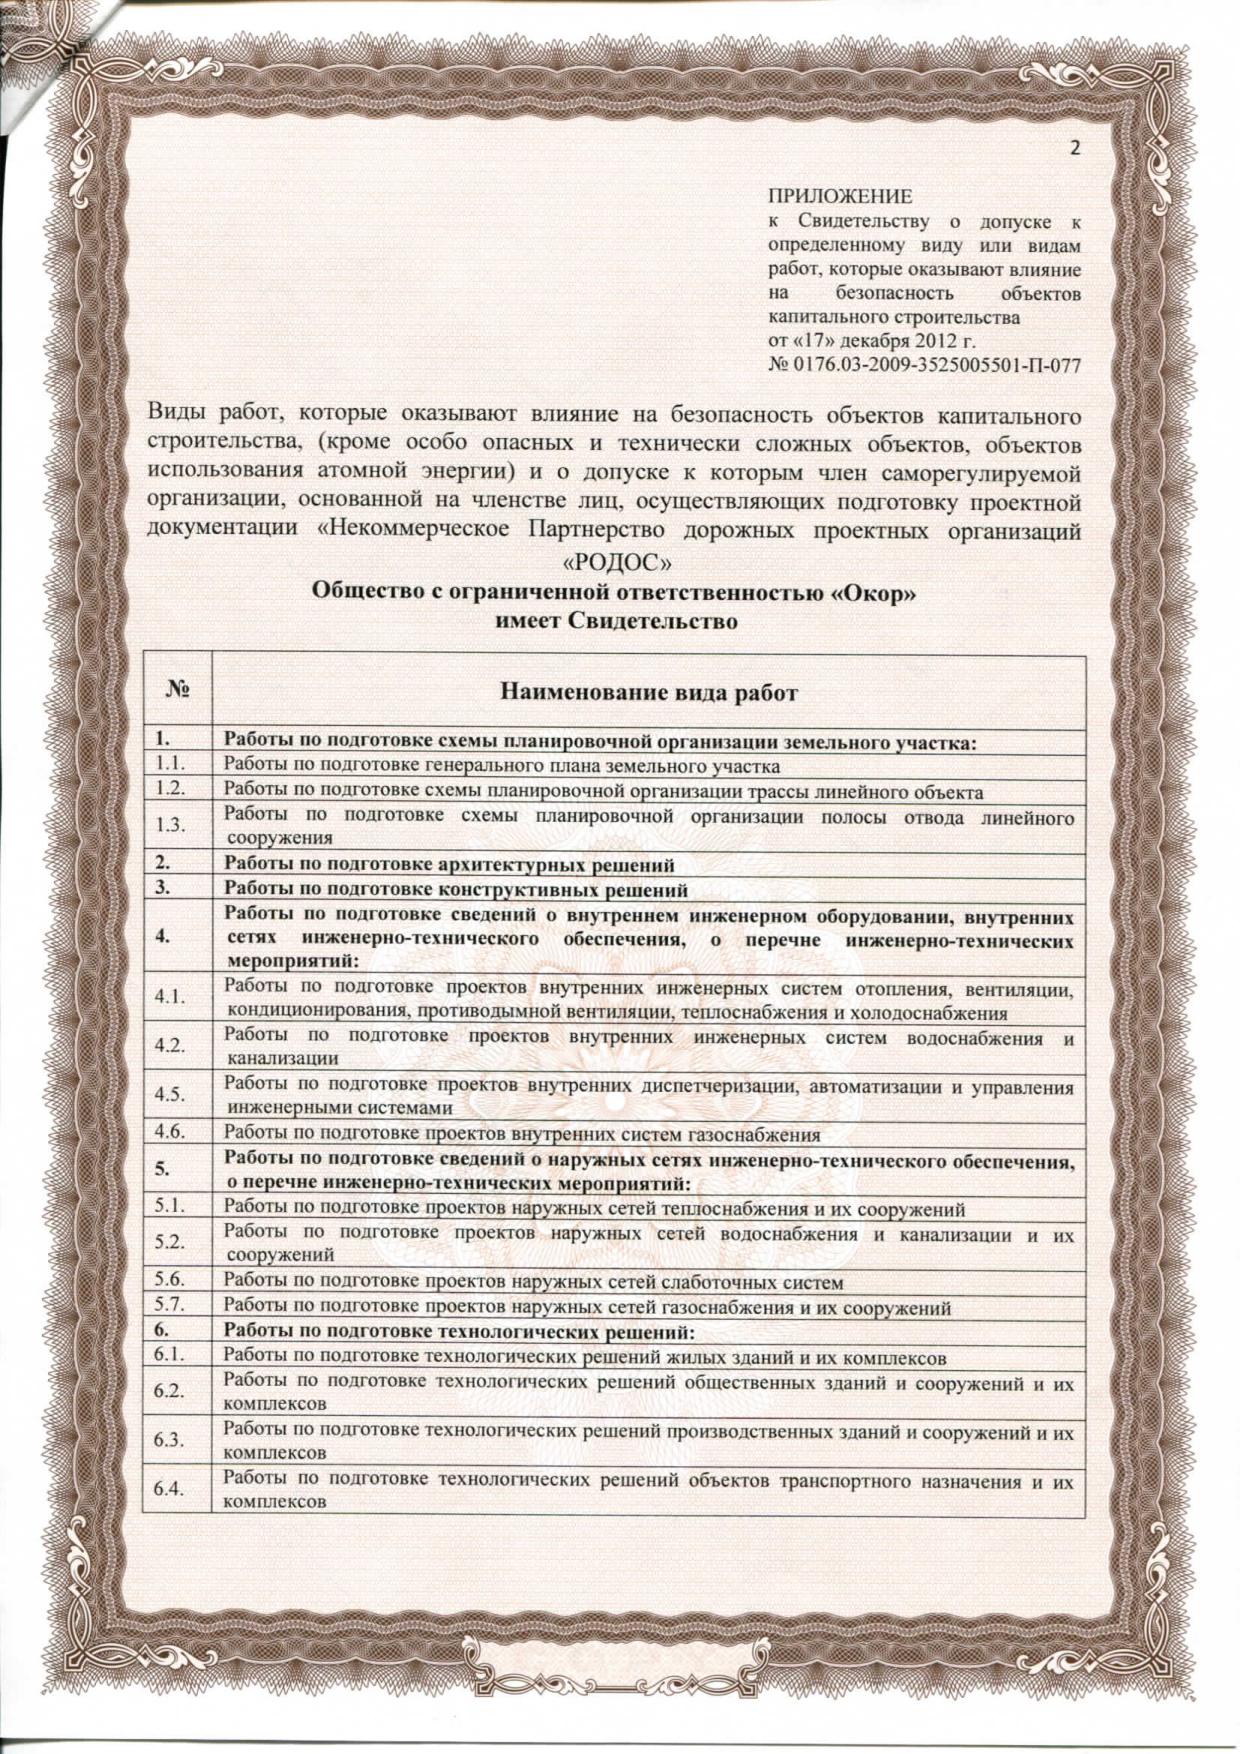 2
ПРИЛОЖЕНИЕ
к Свидетельству о допуске к
определенному виду или видам
работ, которые оказывают влияние
на безопасность объектов
капитального строительства
от «17» декабря 2012 г.
№ 0176.03-2009-3525005501-П-077
Виды работ, которые оказывают влияние на безопасность объектов капитального
строительства, (кроме особо опасных и технически сложных объектов, объектов
использования атомной энергии) и о допуске к которым член саморегулируемой
организации, основанной на членстве лиц, осуществляющих подготовку проектной
документации «Некоммерческое Партнерство дорожных проектных организаций
«РОДОС»
Общество с ограниченной ответственностью «Окор»
имеет Свидетельство
№ Наименование вида работ
1. Работы по подготовке схемы планировочной организации земельного участка:
1.1. Работы по подготовке генерального плана земельного участка
1.2. Работы по подготовке схемы планировочной организации трассы линейного объекта
1.3. Работы по подготовке схемы планировочной организации полосы отвода линейного
сооружения
2. Работы по подготовке архитектурных решений
3. Работы по подготовке конструктивных решений
4. Работы по подготовке сведений о внутреннем инженерном оборудовании, внутренних
сетях инженерно-технического обеспечения, о перечне инженерно-технических
мероприятий:
4.1. Работы по подготовке проектов внутренних инженерных систем отопления, вентиляции,
кондиционирования, противодымной вентиляции, теплоснабжения и холодоснабжения
4.2. Работы по подготовке проектов внутренних инженерных систем водоснабжения и
канализации
4.5. Работы по подготовке проектов внутренних диспетчеризации, автоматизации и управления
инженерными системами
4.6. Работы по подготовке проектов внутренних систем газоснабжения
5. Работы по подготовке сведений о наружных сетях инженерно-технического обеспечения,
о перечне инженерно-технических мероприятий:
5.1. Работы по подготовке проектов наружных сетей теплоснабжения и их сооружений
5.2. Работы по подготовке проектов наружных сетей водоснабжения и канализации и их
сооружений
5.6. Работы по подготовке проектов наружных сетей слаботочных систем
5.7. Работы по подготовке проектов наружных сетей газоснабжения и их сооружений
6. Работы по подготовке технологических решений:
6.1. Работы по подготовке технологических решений жилых зданий и их комплексов
6.2. Работы по подготовке технологических решений общественных зданий и сооружений и их
комплексов
6.3. Работы по подготовке технологических решений производственных зданий и сооружений и их
комплексов
6.4. Работы по подготовке технологических решений объектов транспортного назначения и их
комплексов